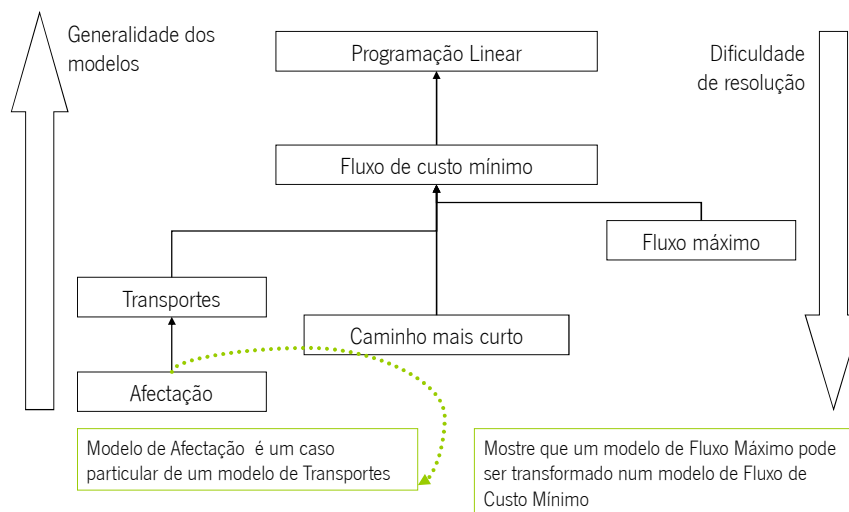 Generalidade dos
modelos
Programação Linear
Dificuldade
de resolução
Fluxo de custo mínimo
Fluxo máximo
Transportes
Caminho mais curto
Afectação
Modelo de Afectação é um caso
particular de um modelo de Transportes
Mostre que um modelo de Fluxo Máximo pode
ser transformado num modelo de Fluxo de
Custo Mínimo